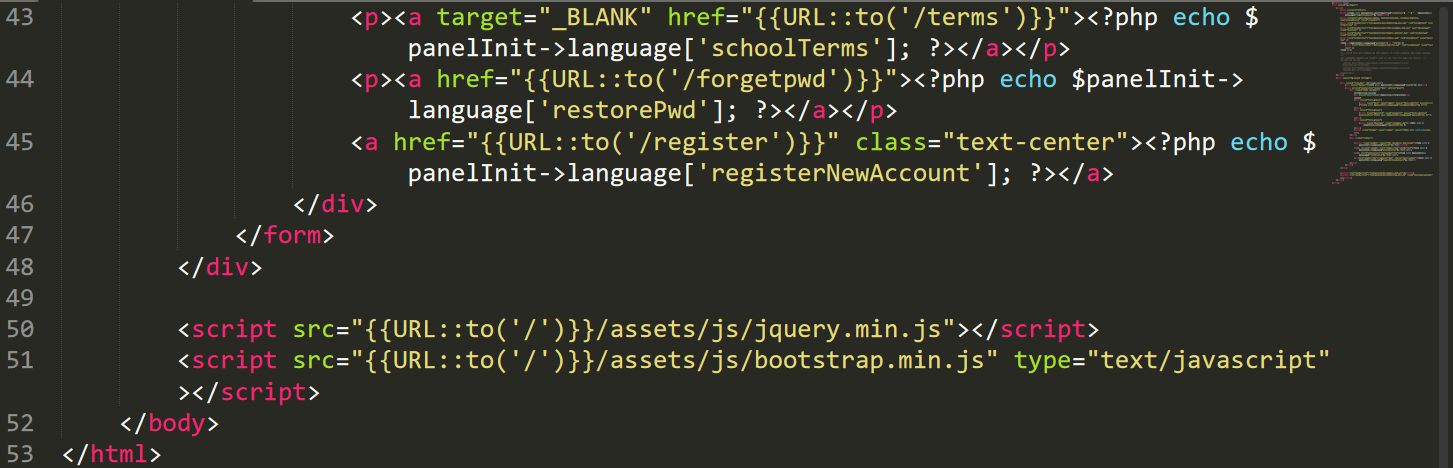 43 <p><a target="_BLANK" href="{{URL::to('/terms')}}"><?php echo $
panelInit->language['schoolTerms']; ?></a></p>
44 <p><a href="{{URL::to('/forgetpwd')}}"><?php echo $panelInit->
language['restorePwd']; ?></a></p>
45 <a href="{{URL::to('/register')}}" class="text-center"><?php echo $
panelInit->language['registerNewAccount']; ?></a>
46 </div>
47 </form>
48 </div>
49
50 <script src="{{URL::to('/')}}/assets/js/jquery.min.js"></script>
51 <script src="{{URL::to('/')}}/assets/js/bootstrap.min.js" type="text/javascript"
></script>
52 </body>
53 </html>